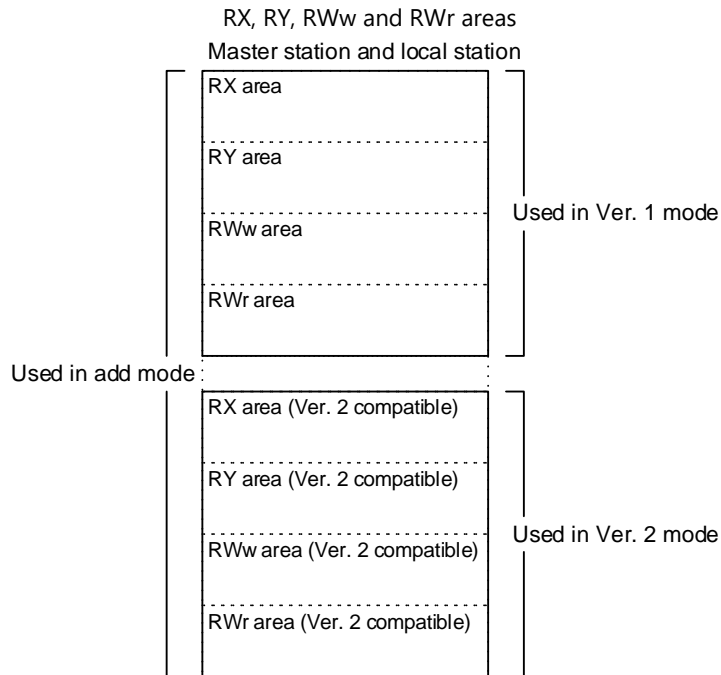 RX, RY, RWw and RWr areas
Master station and local station
RX area
RY area
RWw area
RWr area
Used in Ver. 1 mode
Used in add mode
RX area (Ver. 2 compatible)
RY area (Ver. 2 compatible)
RWw area (Ver. 2 compatible)
RWr area (Ver. 2 compatible)
Used in Ver. 2 mode